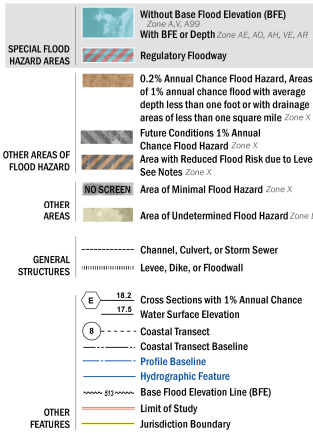 Without Base Flood Elevation (BFE)
Zone A,V, A99
With BFE or Depth Zone AE, AO, AH, VE, AR
SPECIAL FLOOD
HAZARD AREAS
Regulatory Floodway
0.2% Annual Chance Flood Hazard, Areas
of 1% annual chance flood with average
depth less than one foot or with drainage
areas of less than one square mile Zone X
Future Conditions 1% Annual
Chance Flood Hazard Zone X
OTHER AREAS OF
FLOOD HAZARD
Area with Reduced Flood Risk due to Leve
See Notes Zone X
NO SCREEN
Area of Minimal Flood Hazard Zone X
OTHER
AREAS
Area of Undetermined Flood Hazard Zone
Channel, Culvert, or Storm Sewer
GENERAL
STRUCTURES
Levee, Dike, or Floodwall
E 18.2 Cross Sections with 1% Annual Chance
17.5 Water Surface Elevation
8 Coastal Transect
Coastal Transect Baseline
Profile Baseline
Hydrographic Feature
513 Base Flood Elevation Line (BFE)
OTHER
FEATURES
Limit of Study
Jurisdiction Boundary